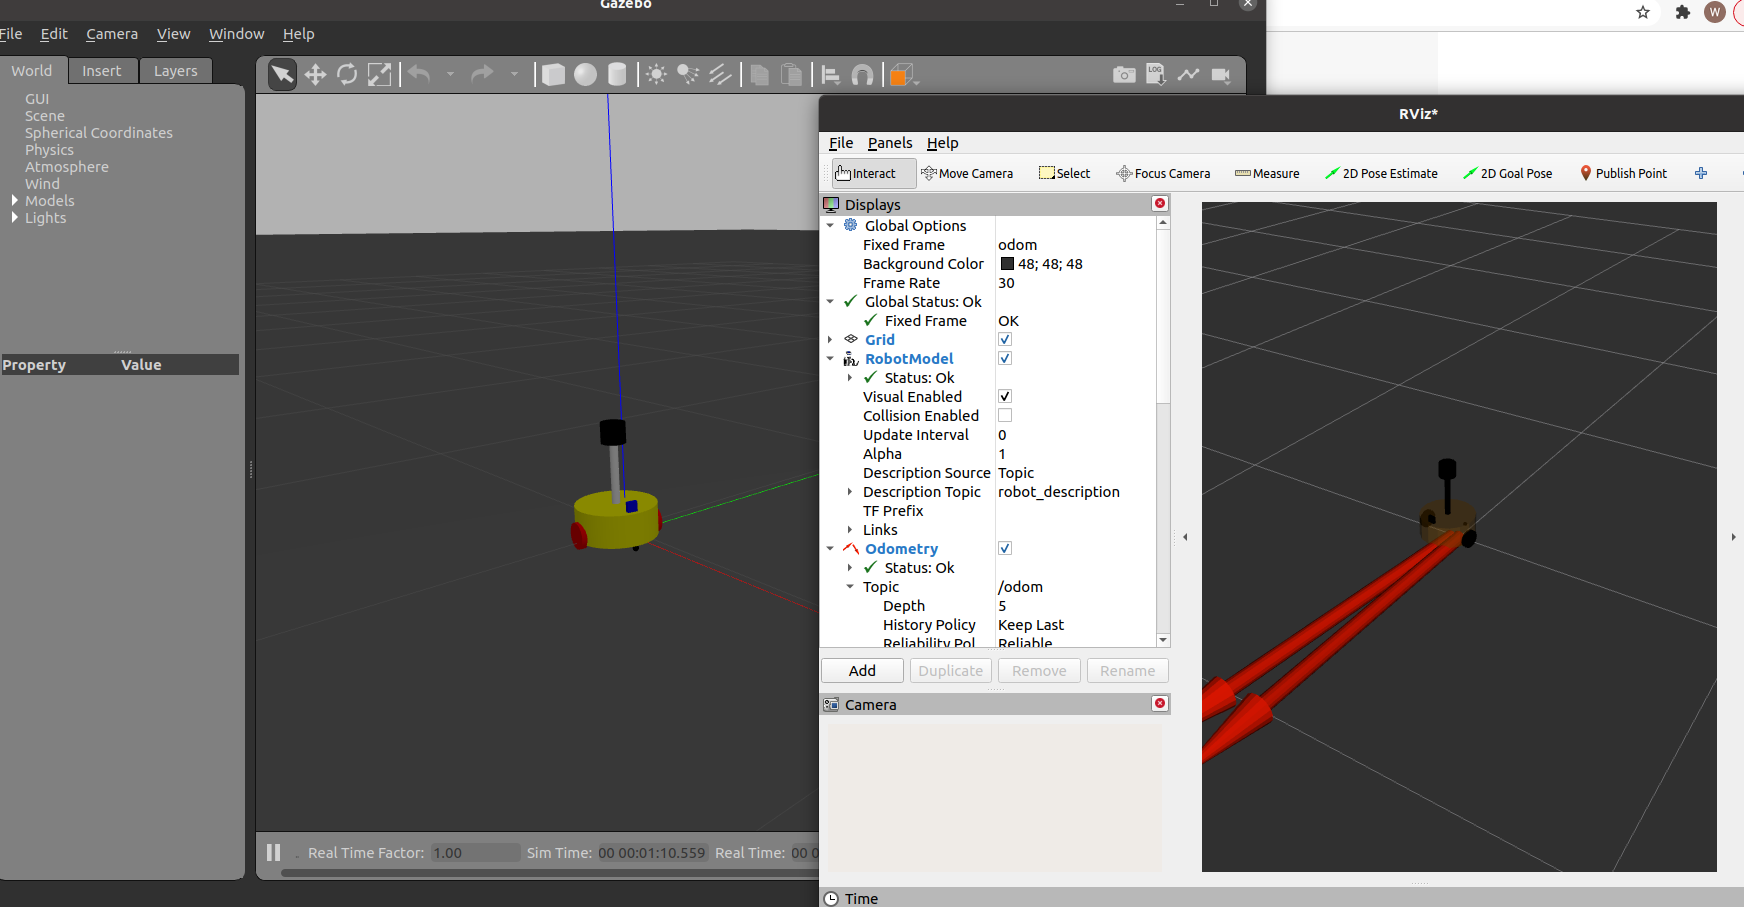 Gazebo
File Edit Camera View Window Help
World Insert Layers
GUI
Scene
Spherical Coordinates
Physics
Atmosphere
Wind
Models
Lights
Property Value
LOG
Real Time Factor: 1.00 Sim Time: 00 00:01:10.559 Real Time: 00 0
W
RViz*
File Panels Help
Interact Move Camera Select Focus Camera Measure 2D Pose Estimate 2D Goal Pose Publish Point
Displays
Global Options
Fixed Frame odom
Background Color 48; 48; 48
Frame Rate 30
Global Status: Ok
Fixed Frame OK
Grid
RobotModel
Status: Ok
Visual Enabled
Collision Enabled
Update Interval 0
Alpha 1
Description Source Topic
Description Topic robot_description
TF Prefix
Links
Odometry
Status: Ok
Topic /odom
Depth 5
History Policy Keep Last
Reliability Pol Reliable
Add Duplicate Remove Rename
Camera
Time